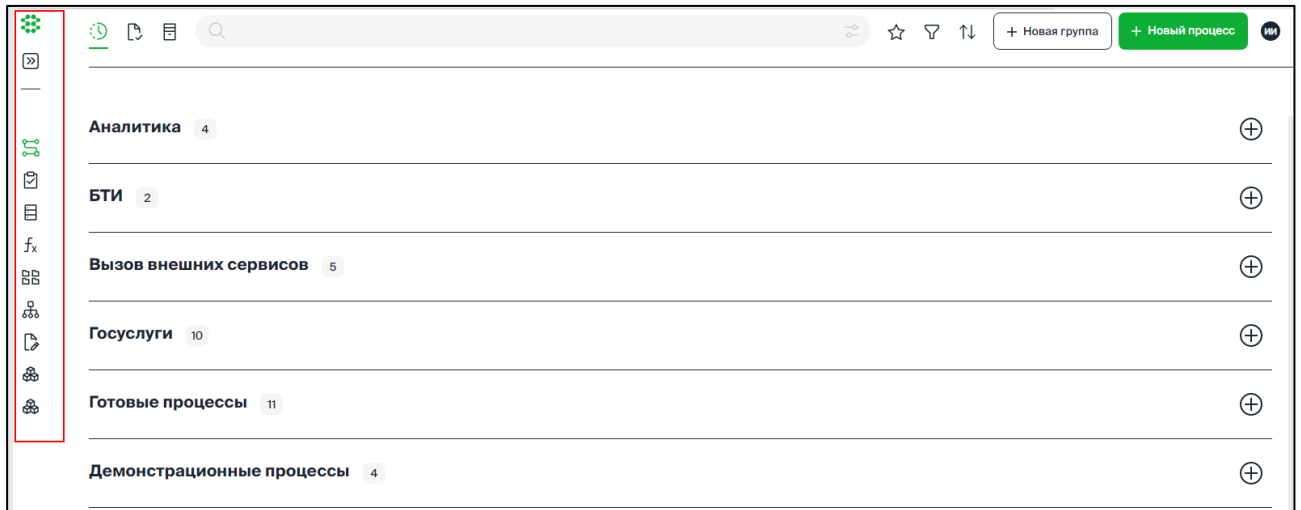 + Новая группа
+ Новый процесс
ИИ
fx
Аналитика 4
БТИ 2
Вызов внешних сервисов 5
Госуслуги 10
Готовые процессы 11
Демонстрационные процессы 4